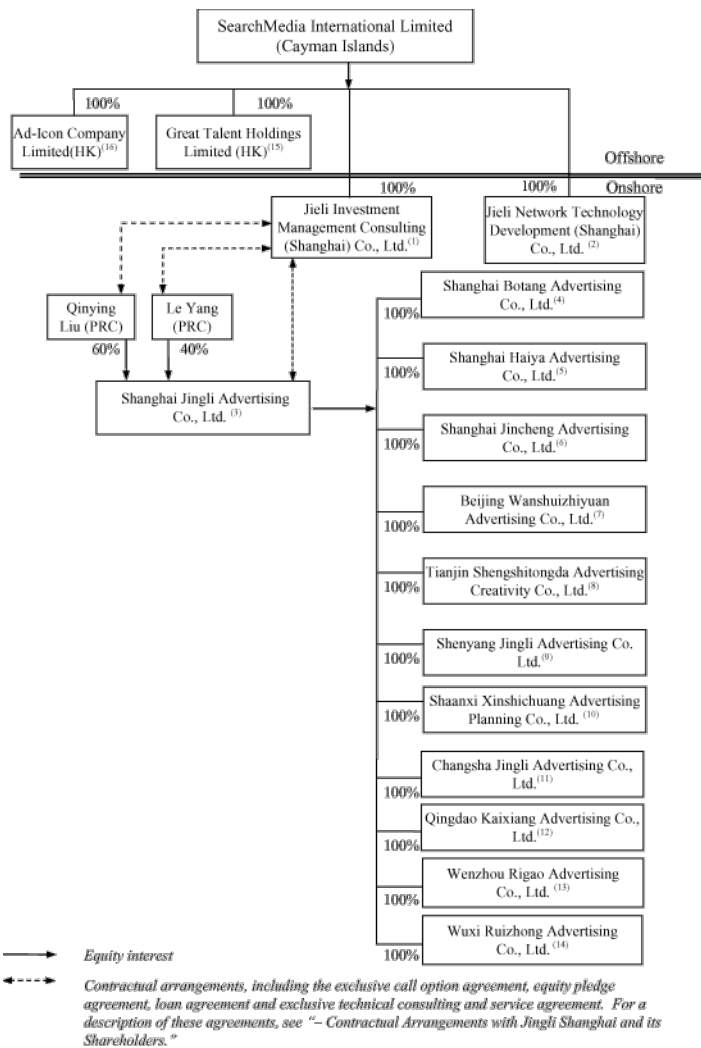 SearchMedia International Limited
(Cayman Islands)
100%
100%
Ad-Icon Company
Limited(HK)(16)
Great Talent Holdings
Limited (HK)(15)
Offshore
Onshore
100%
100%
Jieli Investment
Management Consulting
(Shanghai) Co., Ltd.(1)
Jieli Network Technology
Development (Shanghai)
Co., Ltd. (2)
Qinying
Liu (PRC)
Le Yang
(PRC)
60%
40%
Shanghai Jingli Advertising
Co., Ltd. (3)
Shanghai Botang Advertising
Co., Ltd.(4)
100%
Shanghai Haiya Advertising
Co., Ltd.(5)
100%
Shanghai Jincheng Advertising
Co., Ltd.(6)
100%
Beijing Wanshuizhiyuan
Advertising Co., Ltd.(7)
100%
Tianjin Shengshitongda Advertising
Creativity Co., Ltd.(8)
100%
Shenyang Jingli Advertising Co.
Ltd.(9)
100%
Shaanxi Xinshichuang Advertising
Planning Co., Ltd. (10)
100%
Changsha Jingli Advertising Co.,
Ltd.(11)
100%
Qingdao Kaixiang Advertising Co.,
Ltd.(12)
100%
Wenzhou Rigao Advertising
Co., Ltd. (13)
100%
Wuxi Ruizhong Advertising
Co., Ltd. (14)
100%
Equity interest
Contractual arrangements, including the exclusive call option agreement, equity pledge
agreement, loan agreement and exclusive technical consulting and service agreement. For a
description of these agreements, see “– Contractual Arrangements with Jingli Shanghai and its
Shareholders.”